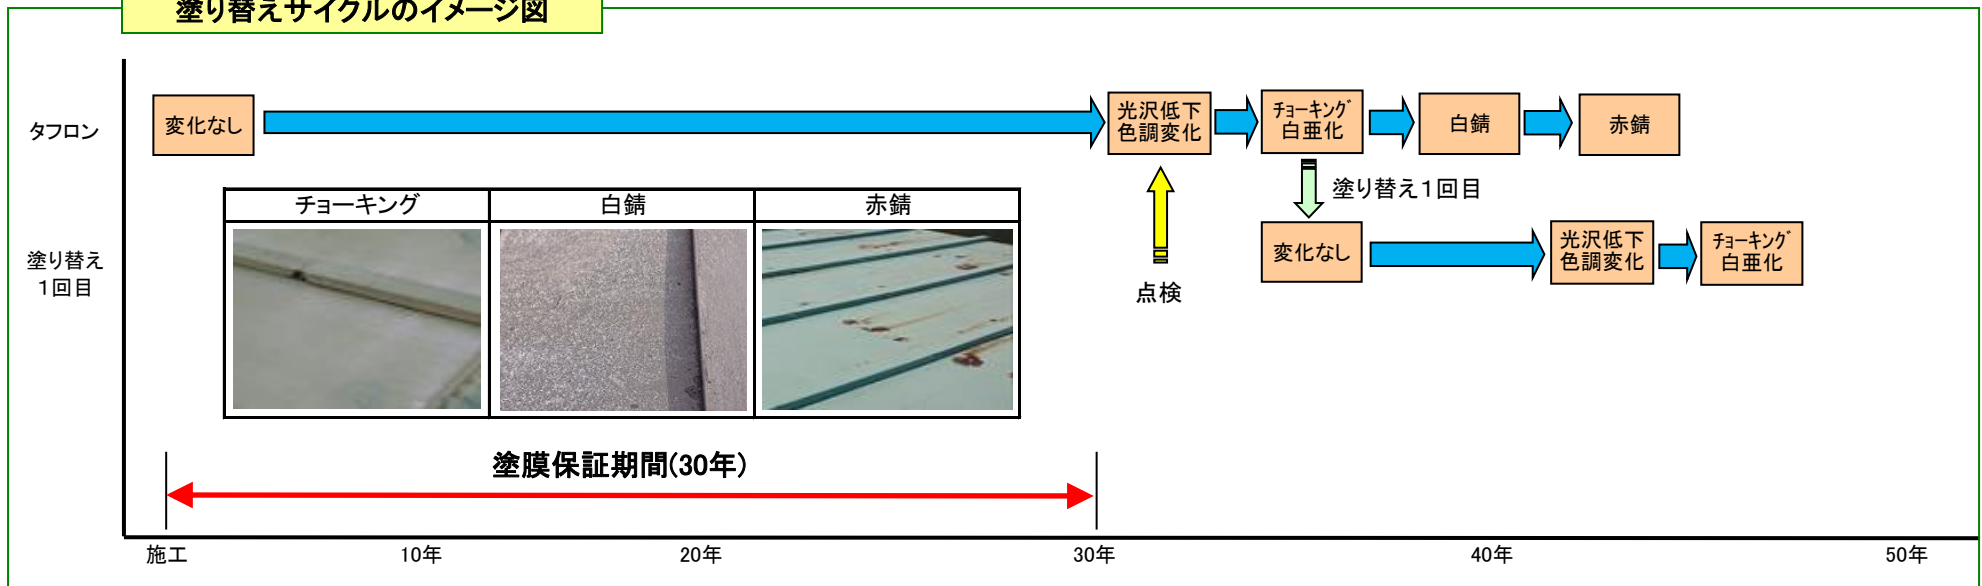 塗り替えサイクルのイメージ図
タフロン
変化なし
光沢低下
色調変化
ﾁｮｰｷﾝｸﾞ
白亜化
白錆
赤錆
チョーキング
白錆
赤錆
塗り替え１回目
点検
塗り替え
１回目
変化なし
光沢低下
色調変化
ﾁｮｰｷﾝｸﾞ
白亜化
塗膜保証期間(30年)
施工
10年
20年
30年
40年
50年